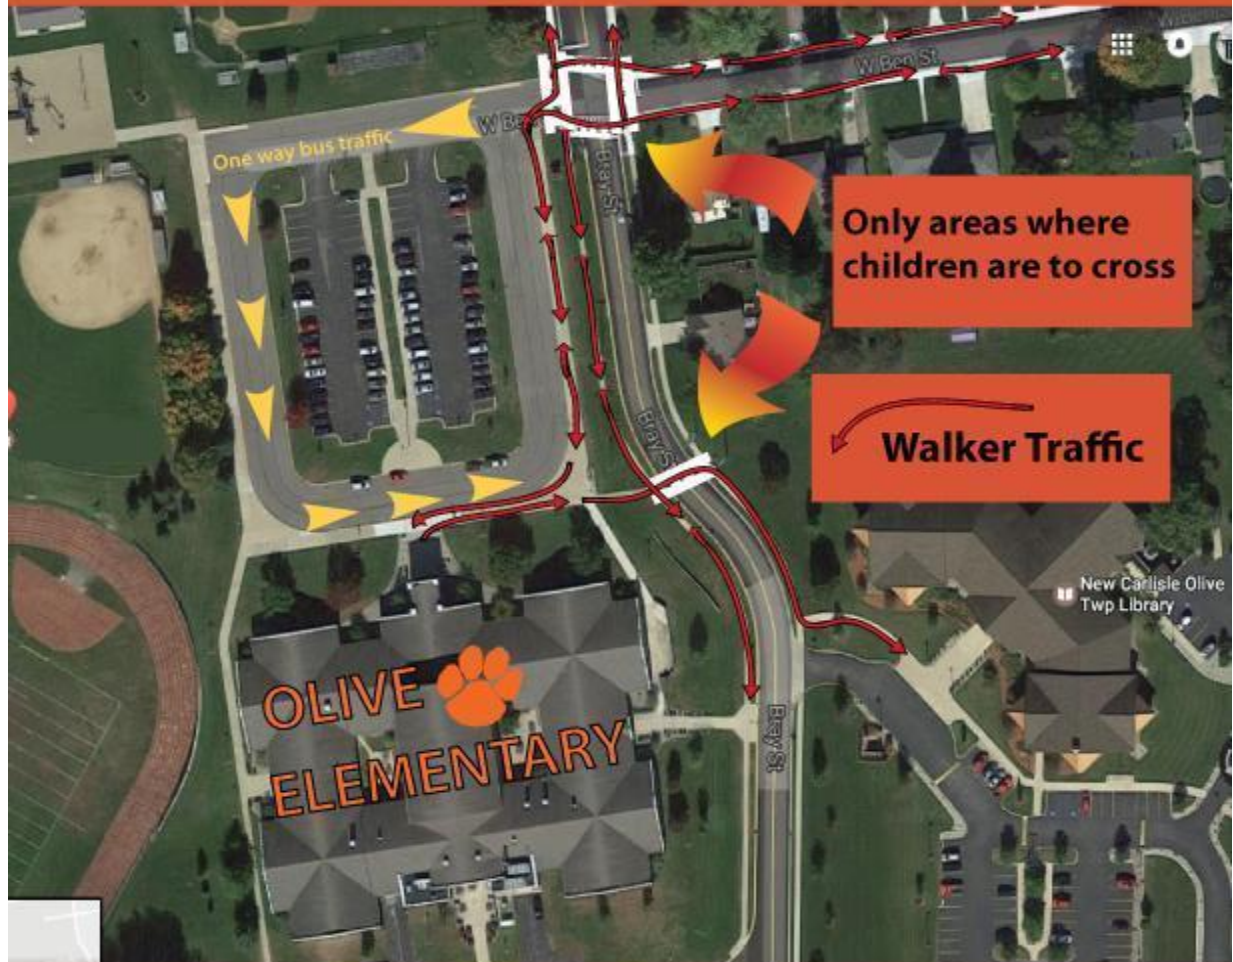 W Ben St
W Be
One way bus traffic
Bray St
Only areas where
children are to cross
Bray S
Walker Traffic
New Carlisle Olive
Twp Library
OLIVE
ELEMENTARY
Bray St